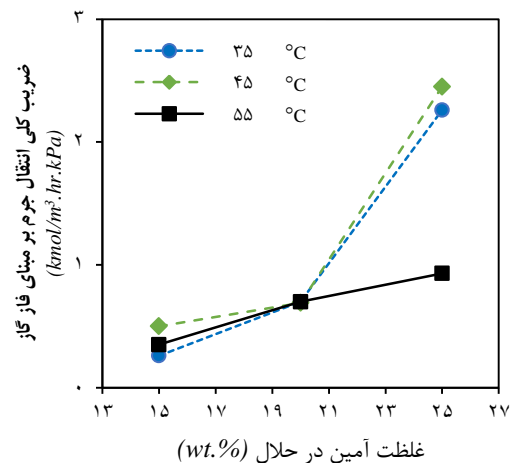 ۳
۲
۱
۰
۳۵ °C
۴۵ °C
۵۵ °C
ضریب کلی انتقال جرم بر مبنای فاز گاز
(kmol/m³.hr.kPa)
۱۳ ۱۵ ۱۷ ۱۹ ۲۱ ۲۳ ۲۵ ۲۷
غلظت آمین در حلال (wt.%)